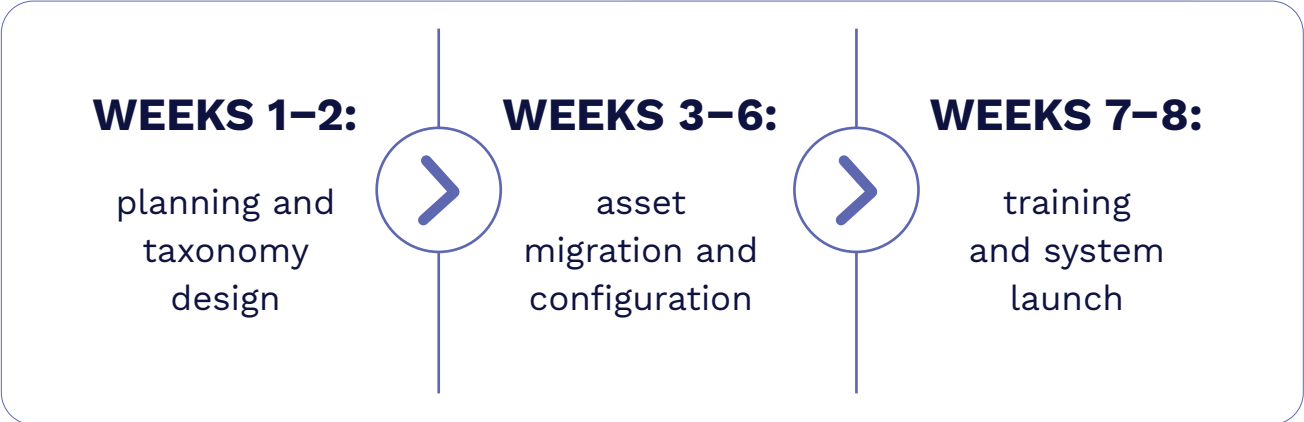 WEEKS 1–2:
planning and
taxonomy
design
WEEKS 3–6:
asset
migration and
configuration
WEEKS 7–8:
training
and system
launch